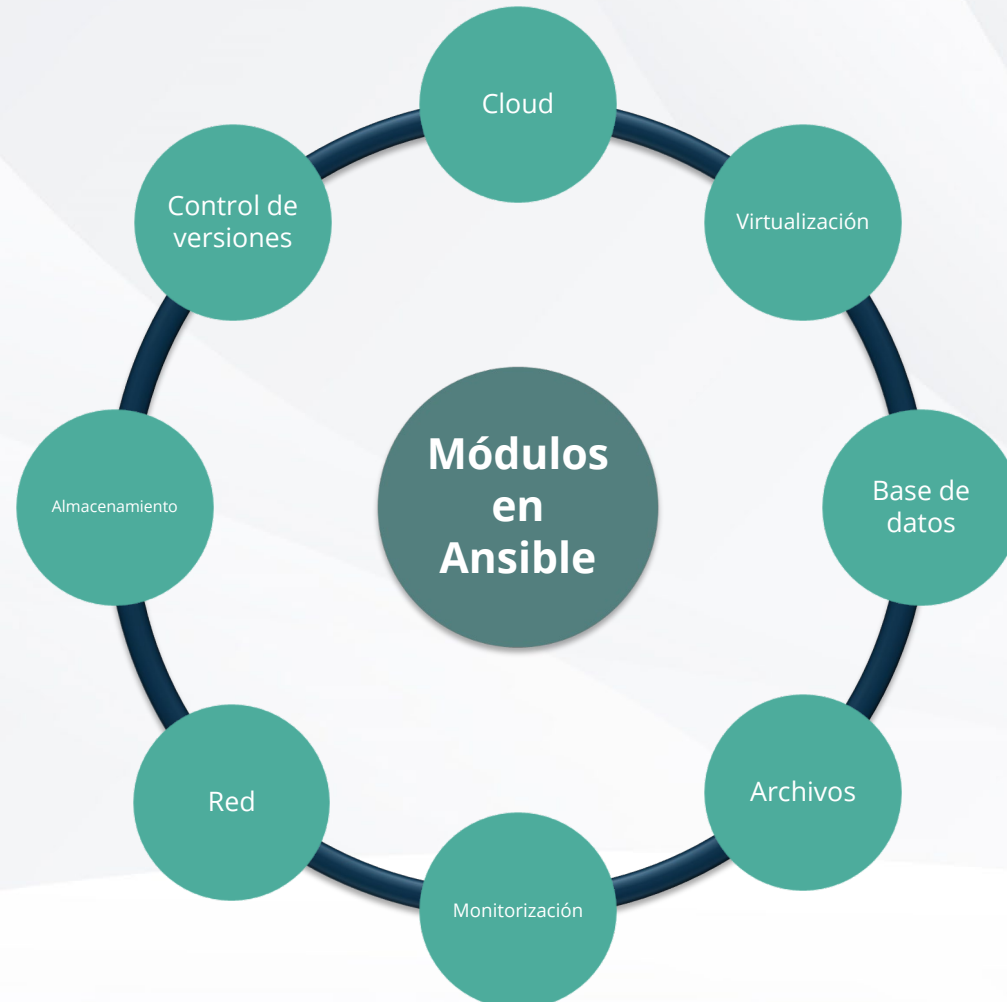 Cloud
Control de
versiones
Virtualización
Módulos
en
Ansible
Almacenamiento
Base de
datos
Red
Archivos
Monitorización